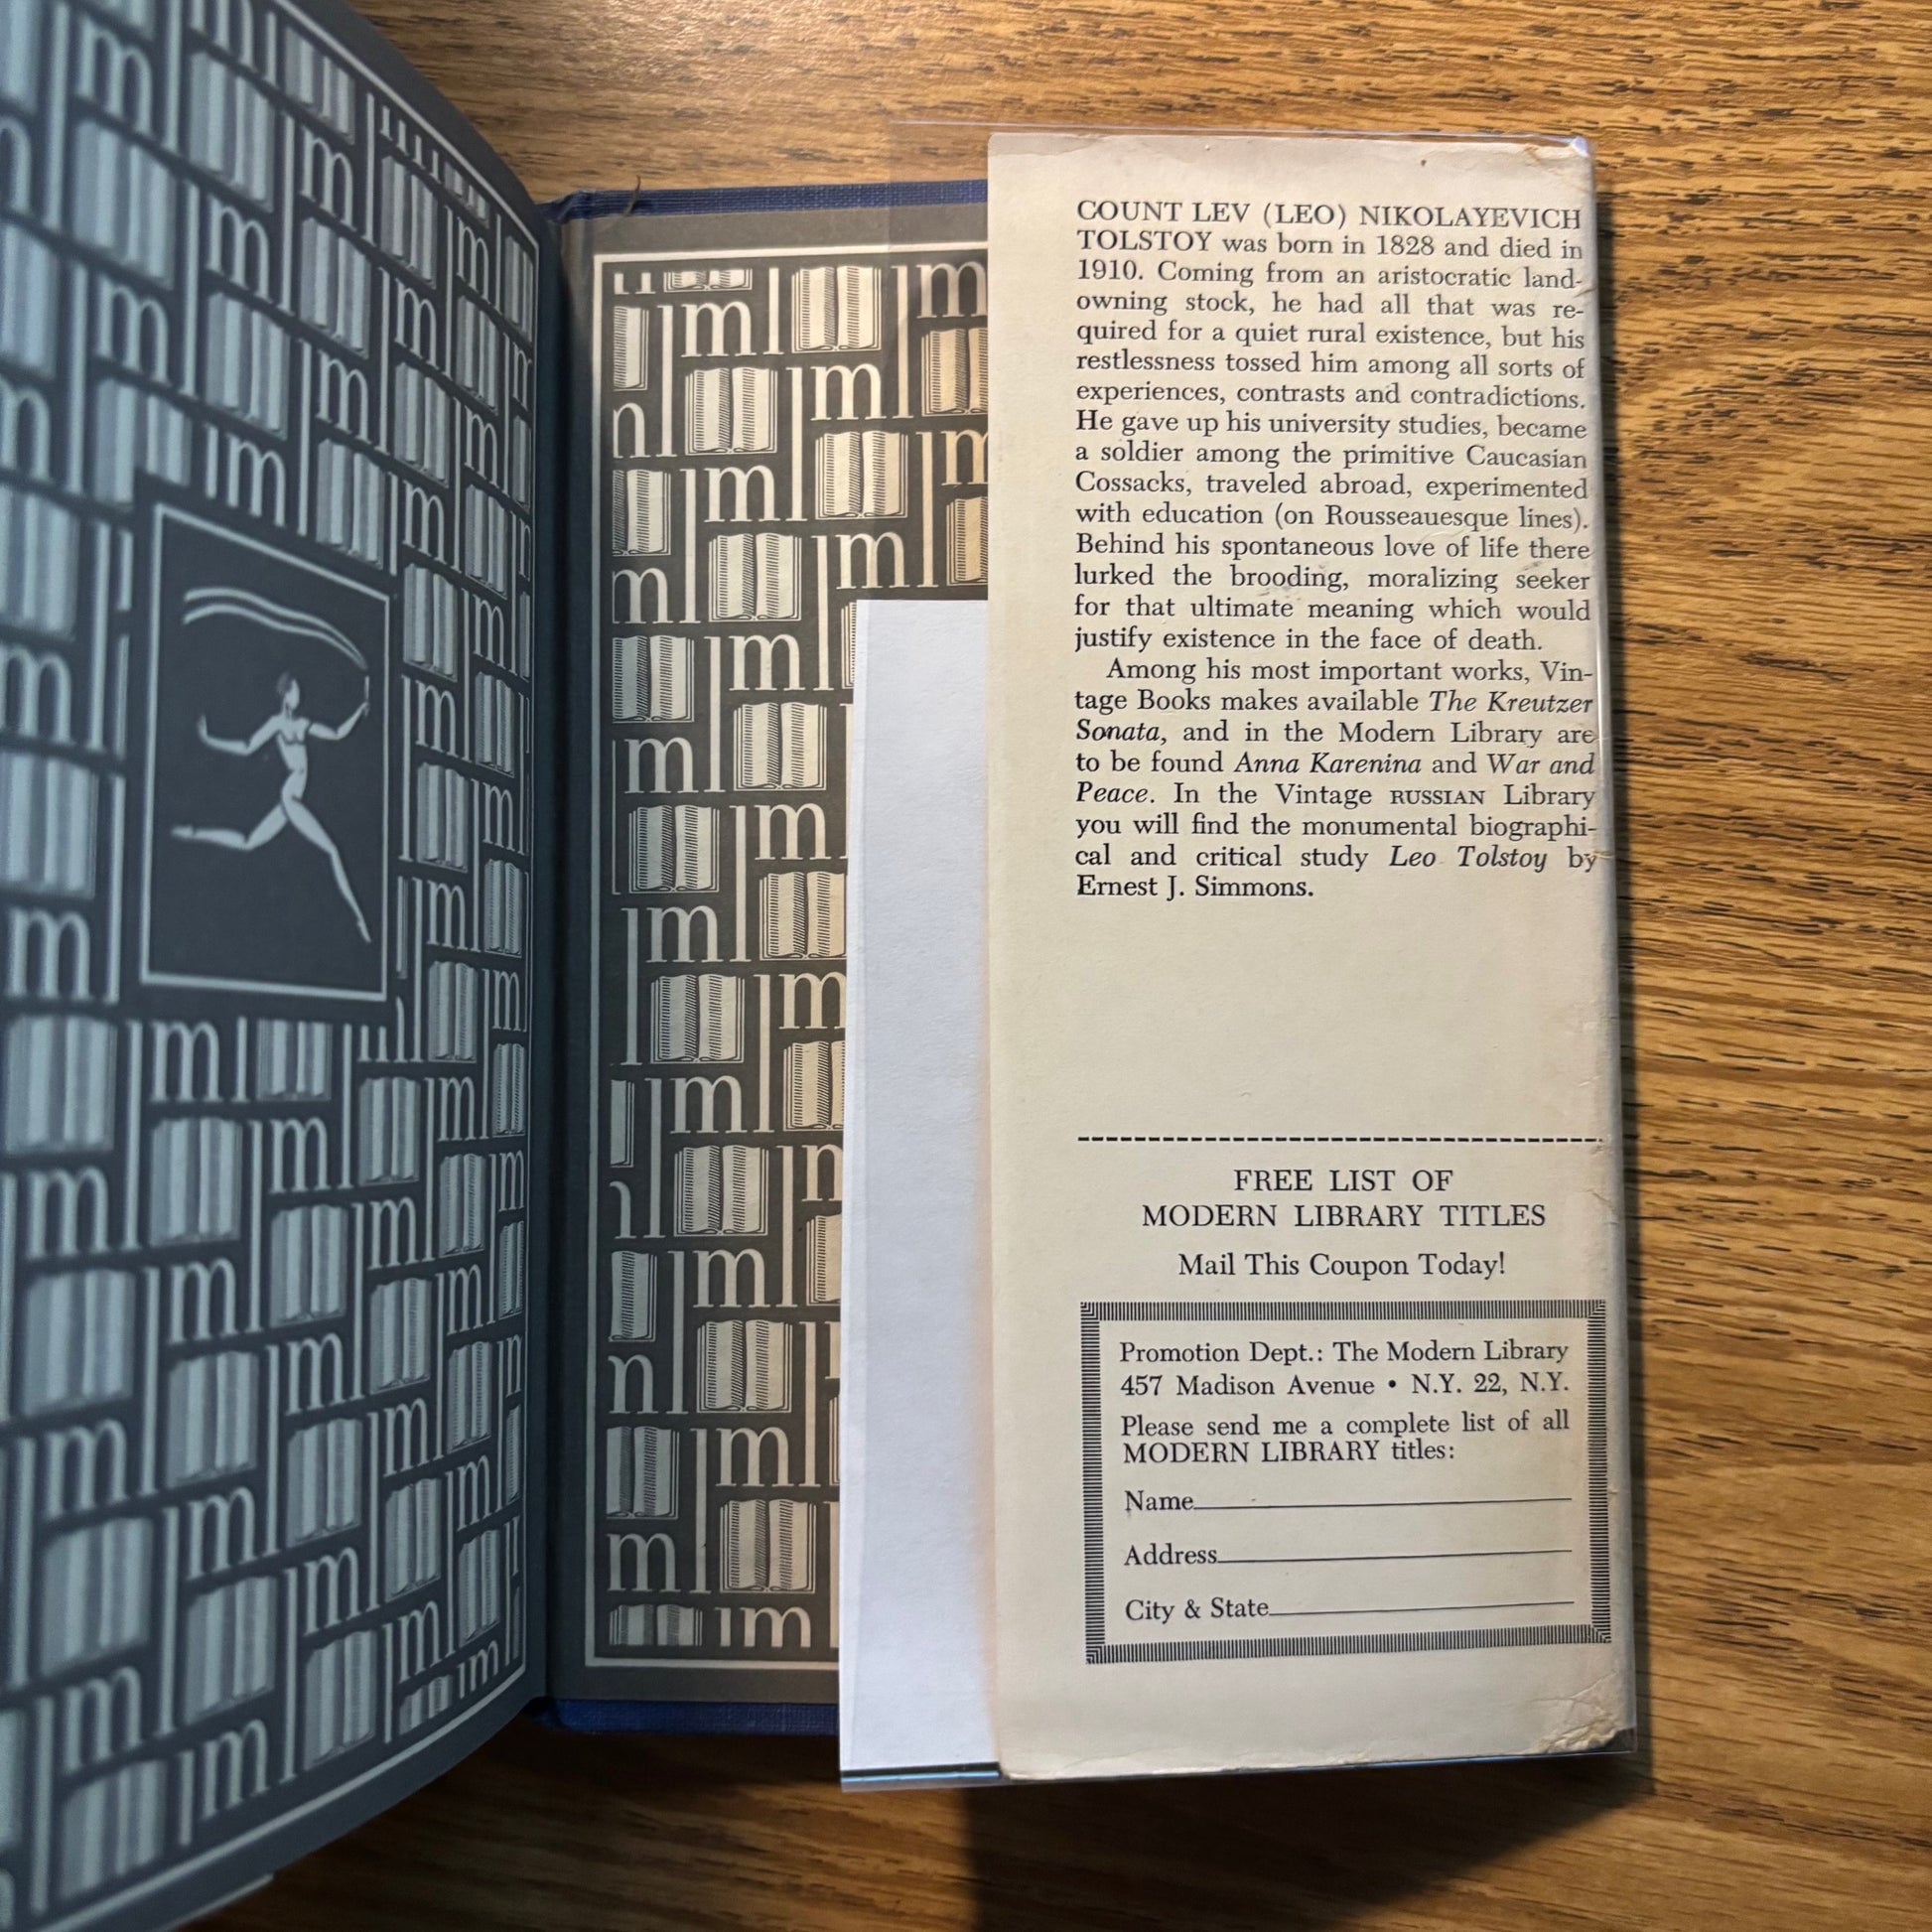 COUNT LEV (LEO) NIKOLAYEVICH
TOLSTOY was born in 1828 and died in
1910. Coming from an aristocratic land-
owning stock, he had all that was re-
quired for a quiet rural existence, but his
restlessness tossed him among all sorts of
experiences, contrasts and contradictions.
He gave up his university studies, became
a soldier among the primitive Caucasian
Cossacks, traveled abroad, experimented
with education (on Rousseauesque lines).
Behind his spontaneous love of life there
lurked the brooding, moralizing seeker
for that ultimate meaning which would
justify existence in the face of death.
Among his most important works, Vin-
tage Books makes available The Kreutzer
Sonata, and in the Modern Library are
to be found Anna Karenina and War and
Peace. In the Vintage RUSSIAN Library
you will find the monumental biographi-
cal and critical study Leo Tolstoy by
Ernest J. Simmons.
FREE LIST OF
MODERN LIBRARY TITLES
Mail This Coupon Today!
Promotion Dept.: The Modern Library
457 Madison Avenue • N.Y. 22, N.Y.
Please send me a complete list of all
MODERN LIBRARY titles:
Name
Address
City & State